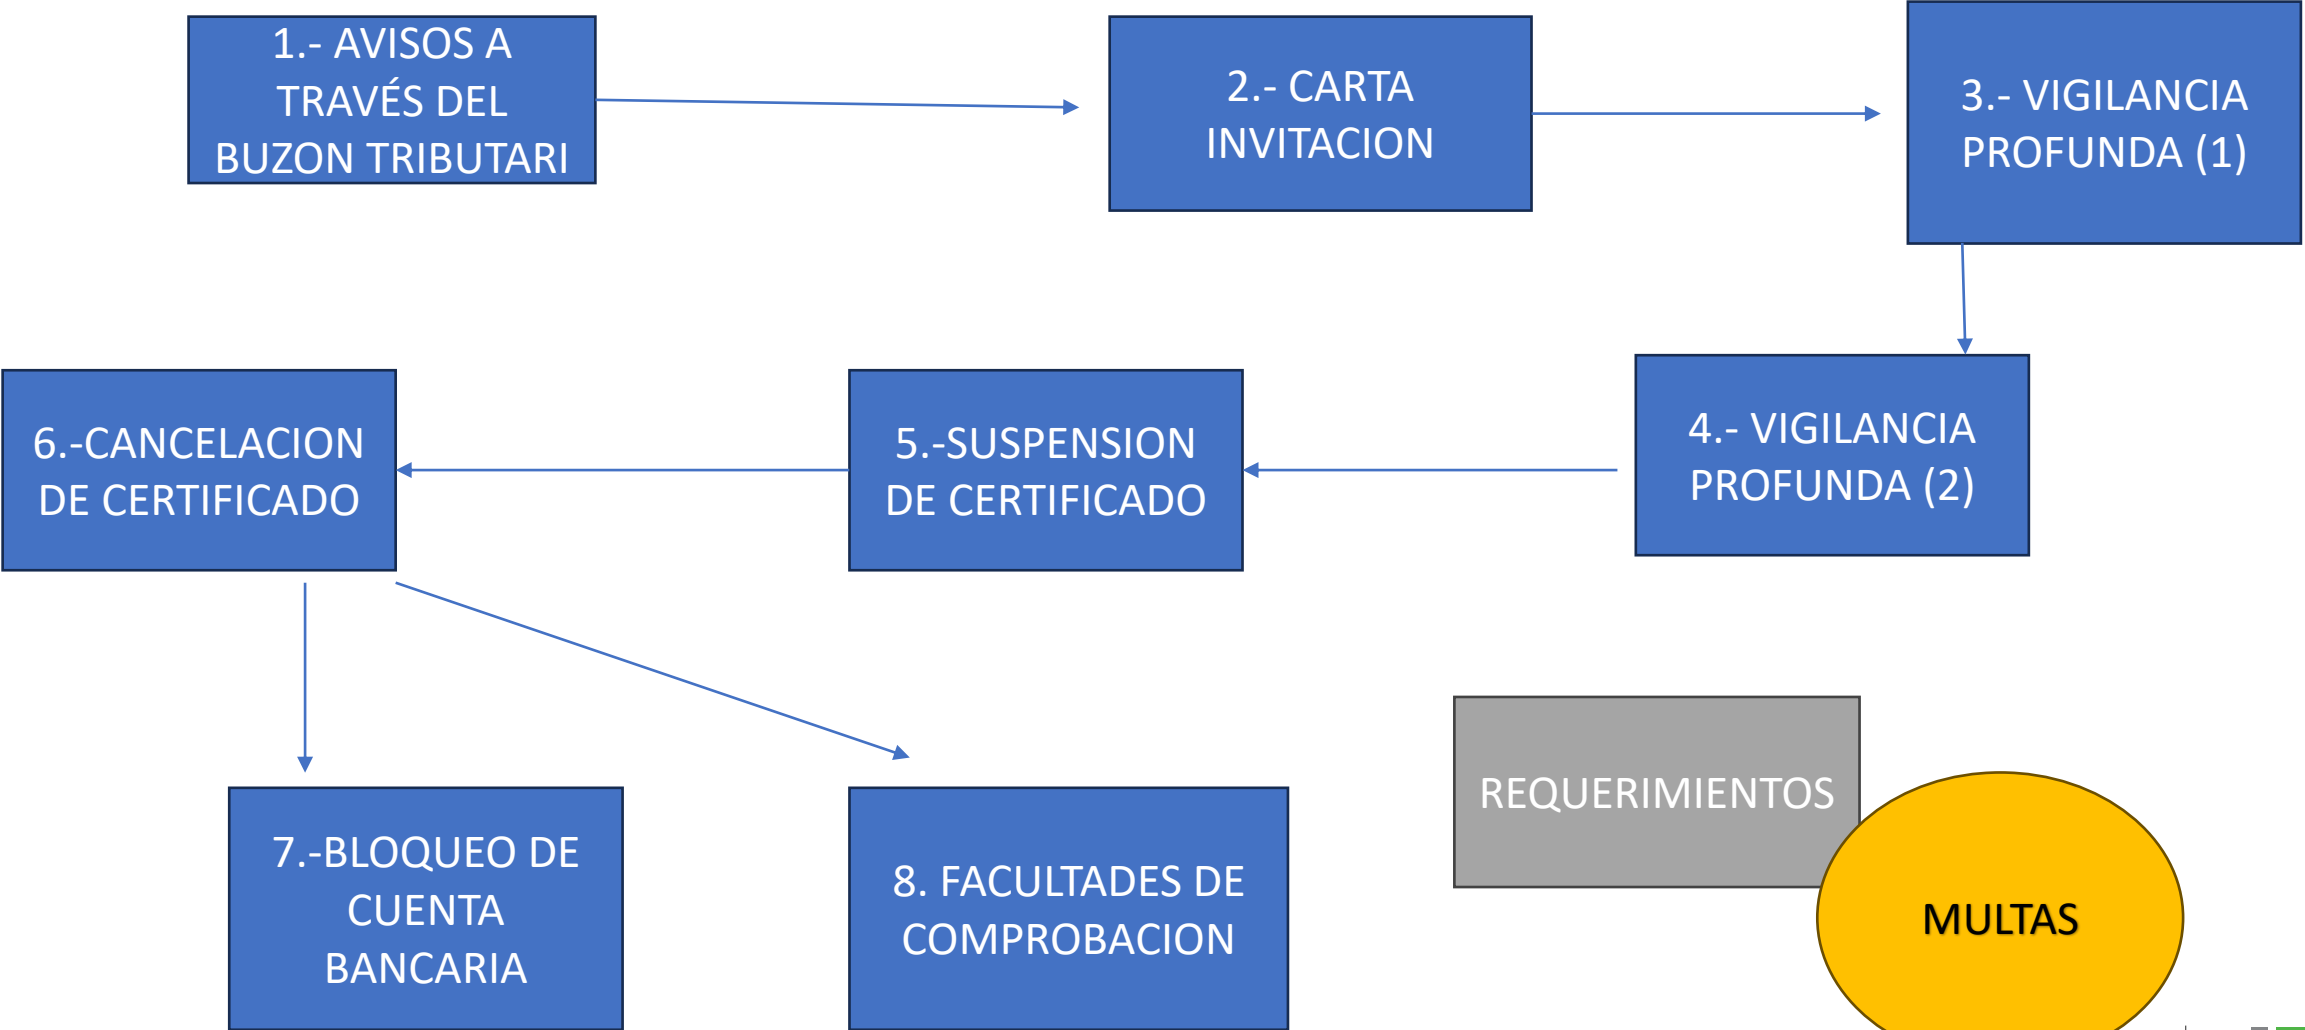 1.- AVISOS A
TRAVÉS DEL
BUZON TRIBUTARI
2.- CARTA
INVITACION
3.- VIGILANCIA
PROFUNDA (1)
4.- VIGILANCIA
PROFUNDA (2)
5.-SUSPENSION
DE CERTIFICADO
6.-CANCELACION
DE CERTIFICADO
7.-BLOQUEO DE
CUENTA
BANCARIA
8. FACULTADES DE
COMPROBACION
REQUERIMIENTOS
MULTAS